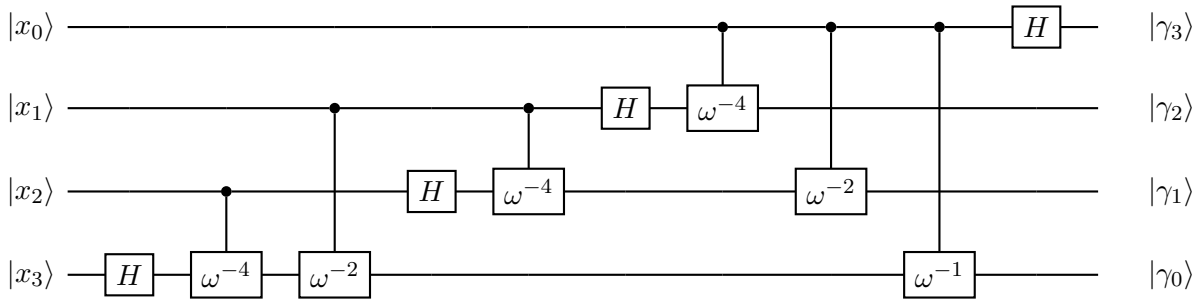 |x₀⟩ H |γ₃⟩
|x₁⟩ H ω⁻⁴ |γ₂⟩
|x₂⟩ H ω⁻⁴ ω⁻² |γ₁⟩
|x₃⟩ H ω⁻⁴ ω⁻² ω⁻¹ |γ₀⟩